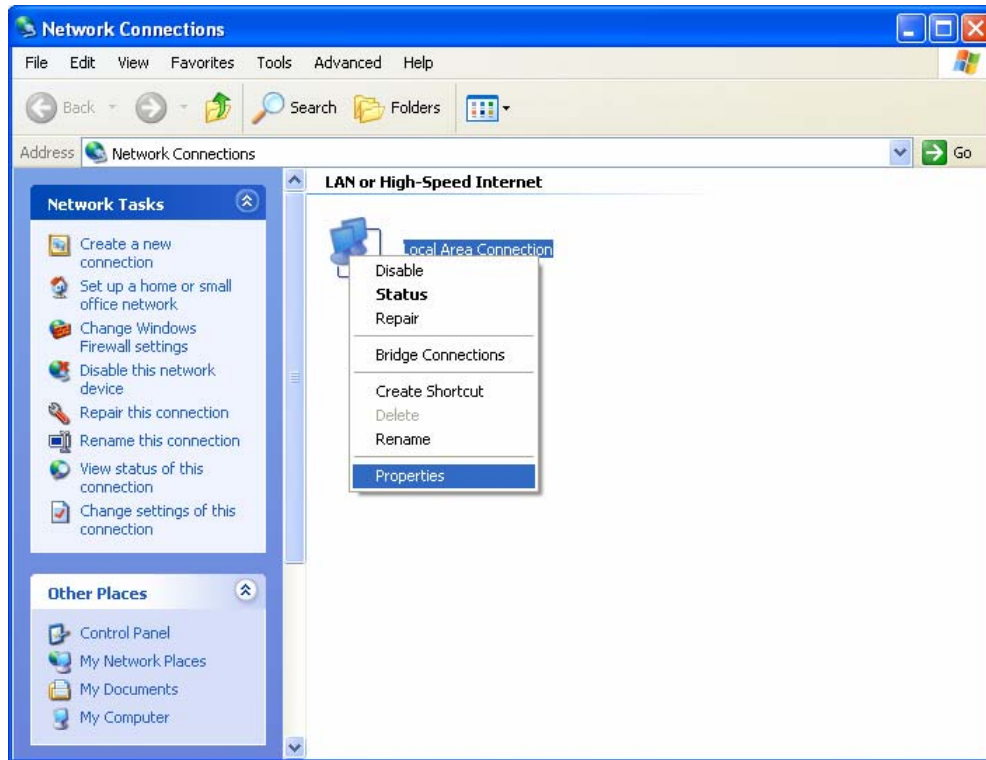 Network Connections
File Edit View Favorites Tools Advanced Help
Back Search Folders
Address Network Connections Go
Network Tasks
Create a new
connection
Set up a home or small
office network
Change Windows
Firewall settings
Disable this network
device
Repair this connection
Rename this connection
View status of this
connection
Change settings of this
connection
Other Places
Control Panel
My Network Places
My Documents
My Computer
LAN or High-Speed Internet
Local Area Connection
Disable
Status
Repair
Bridge Connections
Create Shortcut
Delete
Rename
Properties